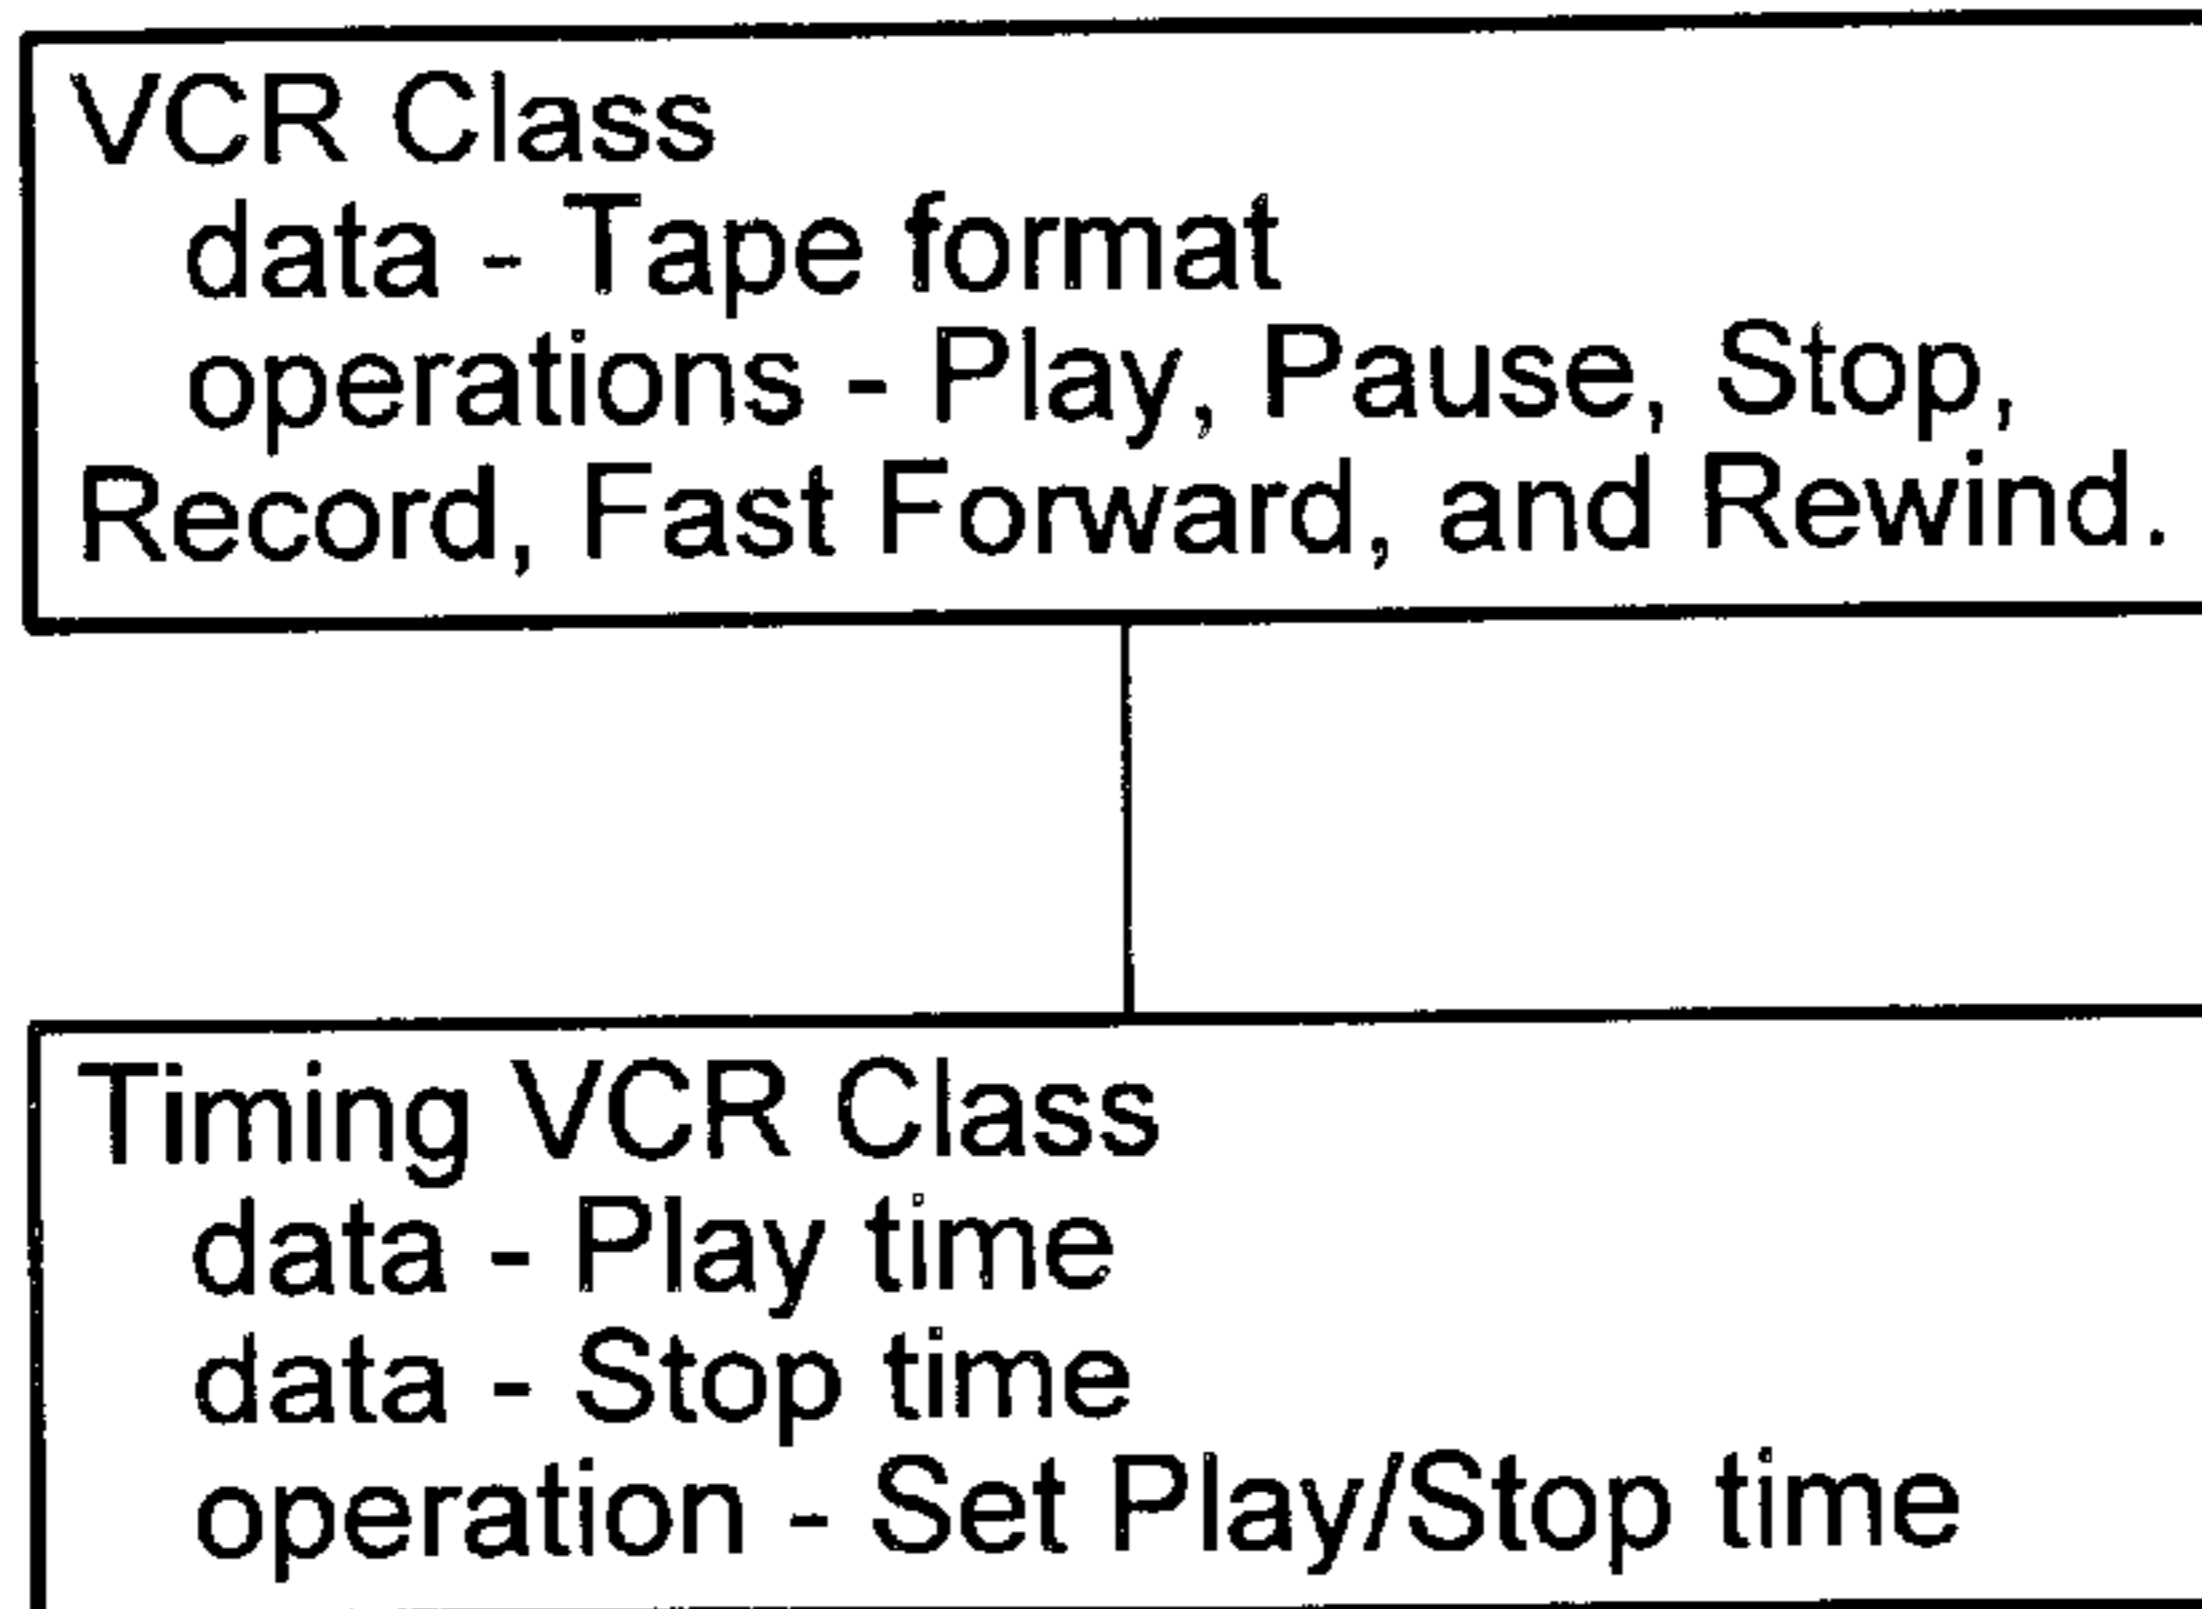 VCR Class
data - Tape format
operations - Play, Pause, Stop,
Record, Fast Forward, and Rewind.
Timing VCR Class
data - Play time
data - Stop time
operation - Set Play/Stop time